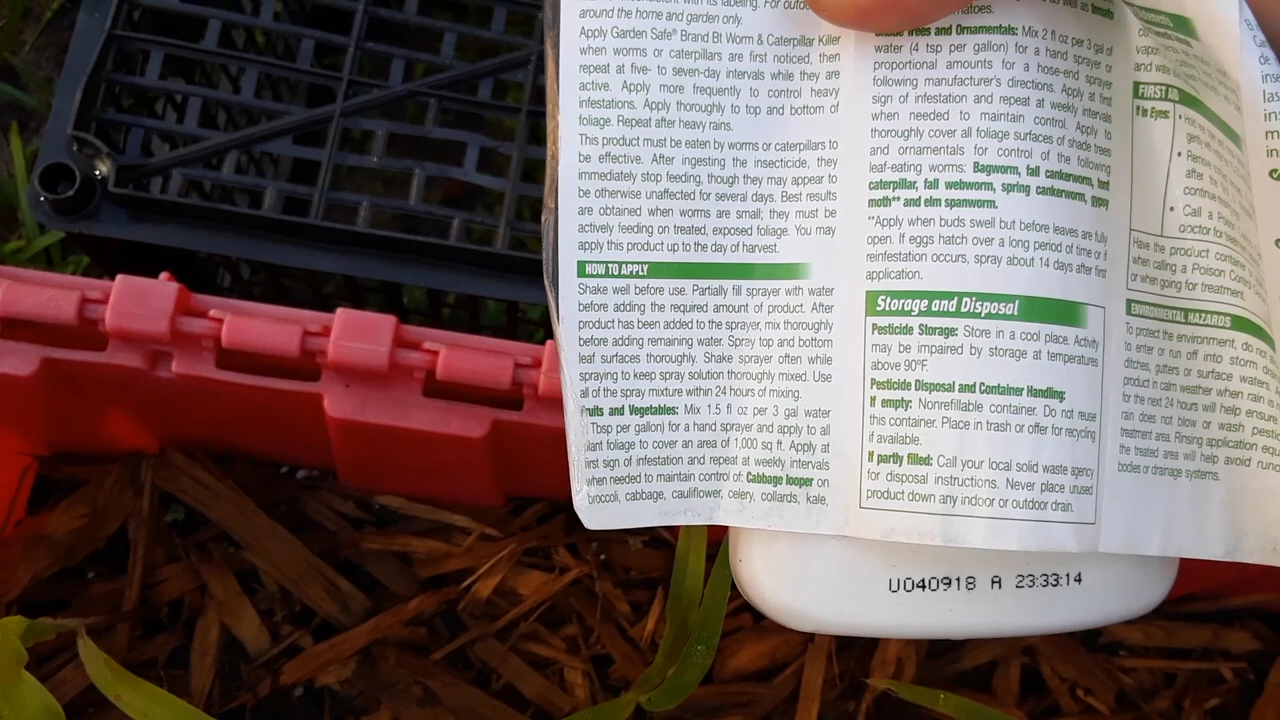 with its labeling. For outdoor
around the home and garden only.
Apply Garden Safe® Brand Bt Worm & Caterpillar Killer
when worms or caterpillars are first noticed, then
repeat at five- to seven-day intervals while they are
active. Apply more frequently to control heavy
infestations. Apply thoroughly to top and bottom of
foliage. Repeat after heavy rains.
This product must be eaten by worms or caterpillars to
be effective. After ingesting the insecticide, they
immediately stop feeding, though they may appear to
be otherwise unaffected for several days. Best results
are obtained when worms are small; they must be
actively feeding on treated, exposed foliage. You may
apply this product up to the day of harvest.
HOW TO APPLY
Shake well before use. Partially fill sprayer with water
before adding the required amount of product. After
product has been added to the sprayer, mix thoroughly
before adding remaining water. Spray top and bottom
leaf surfaces thoroughly. Shake sprayer often while
spraying to keep spray solution thoroughly mixed. Use
all of the spray mixture within 24 hours of mixing.
Fruits and Vegetables: Mix 1.5 fl oz per 3 gal water
Tbsp per gallon) for a hand sprayer and apply to all
plant foliage to cover an area of 1,000 sq ft. Apply at
first sign of infestation and repeat at weekly intervals
when needed to maintain control of: Cabbage looper on
broccoli, cabbage, cauliflower, celery, collards, kale,
as well as tomato
Shade Trees and Ornamentals: Mix 2 fl oz per 3 gal of
water (4 tsp per gallon) for a hand sprayer or
proportional amounts for a hose-end sprayer
following manufacturer's directions. Apply at first
sign of infestation and repeat at weekly intervals
when needed to maintain control. Apply to
thoroughly cover all foliage surfaces of shade trees
and ornamentals for control of the following
leaf-eating worms: Bagworm, fall cankerworm, tent
caterpillar, fall webworm, spring cankerworm, gypsy
moth** and elm spanworm.
**Apply when buds swell but before leaves are fully
open. If eggs hatch over a long period of time or if
reinfestation occurs, spray about 14 days after first
application.
Storage and Disposal
Pesticide Storage: Store in a cool place. Activity
may be impaired by storage at temperatures
above 90°F.
Pesticide Disposal and Container Handling:
If empty: Nonrefillable container. Do not reuse
this container. Place in trash or offer for recycling
if available.
If partly filled: Call your local solid waste agency
for disposal instructions. Never place unused
product down any indoor or outdoor drain.
FIRST AID
If in Eyes:
• Hold eye
• Remove
after the
continue
• Call a
doctor for
Have the product container
when calling a Poison Control
or when going for treatment.
ENVIRONMENTAL HAZARDS
To protect the environment, do not
to enter or run off into storm
ditches, gutters or surface waters.
product in calm weather when rain is
for the next 24 hours will help ensure
rain does not blow or wash
treatment area. Rinsing application
the treated area will help avoid
bodies or drainage systems.
U040918 A 23:33:14